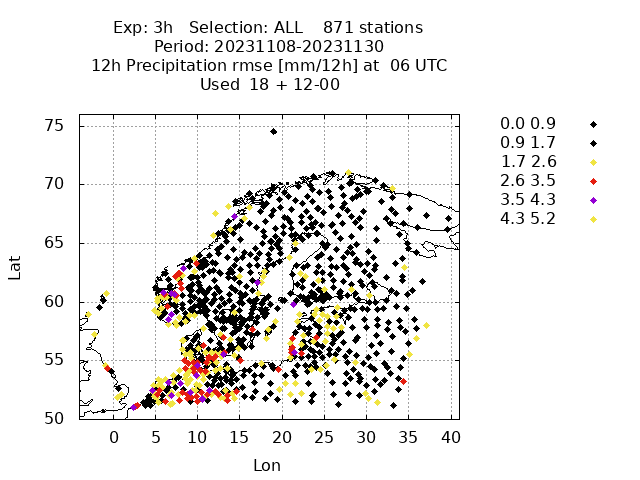 Exp: 3h   Selection: ALL    871 stations
Period: 20231108-20231130
12h Precipitation rmse [mm/12h] at  06 UTC
Used  18 + 12-00
75
70
65
60
55
50
Lat
0 5 10 15 20 25 30 35 40
Lon
0.0 0.9
0.9 1.7
1.7 2.6
2.6 3.5
3.5 4.3
4.3 5.2